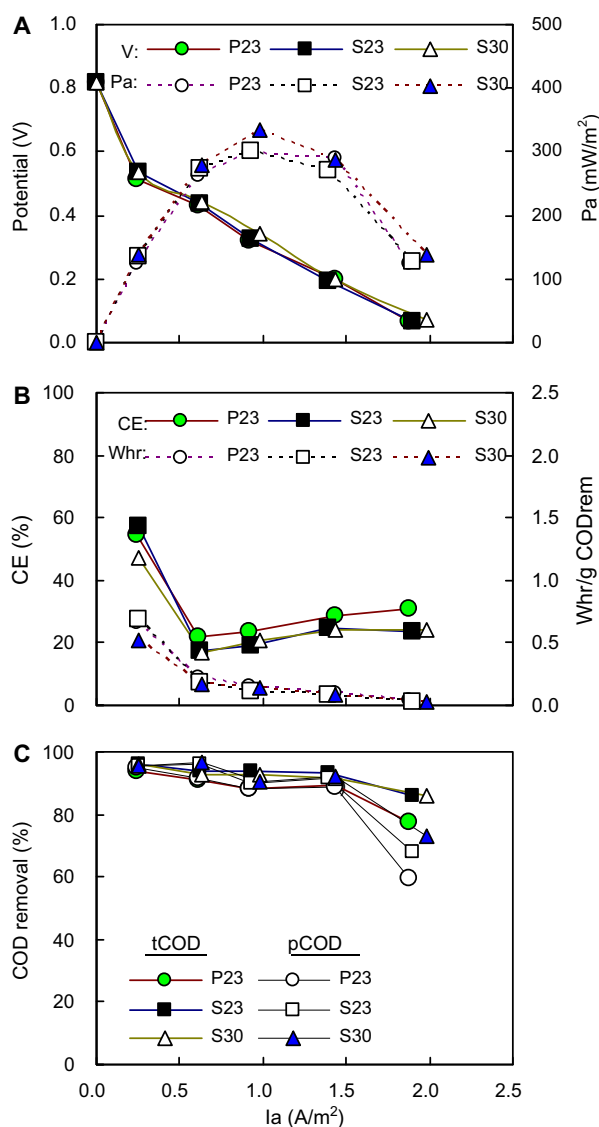 A
1.0
500
V:
P23
S23
S30
0.8
Pa:
P23
S23
S30
400
0.6
300
0.4
200
0.2
100
0.0
0
Potential (V)
Pa (mW/m²)
B
100
2.5
CE:
P23
S23
S30
80
Whr:
P23
S23
S30
2.0
60
1.5
40
1.0
20
0.5
0
0.0
CE (%)
Whr/g CODrem
C
100
80
60
40
20
0
COD removal (%)
tCOD pCOD
P23 P23
S23 S23
S30 S30
0.0 0.5 1.0 1.5 2.0 2.5
Ia (A/m²)